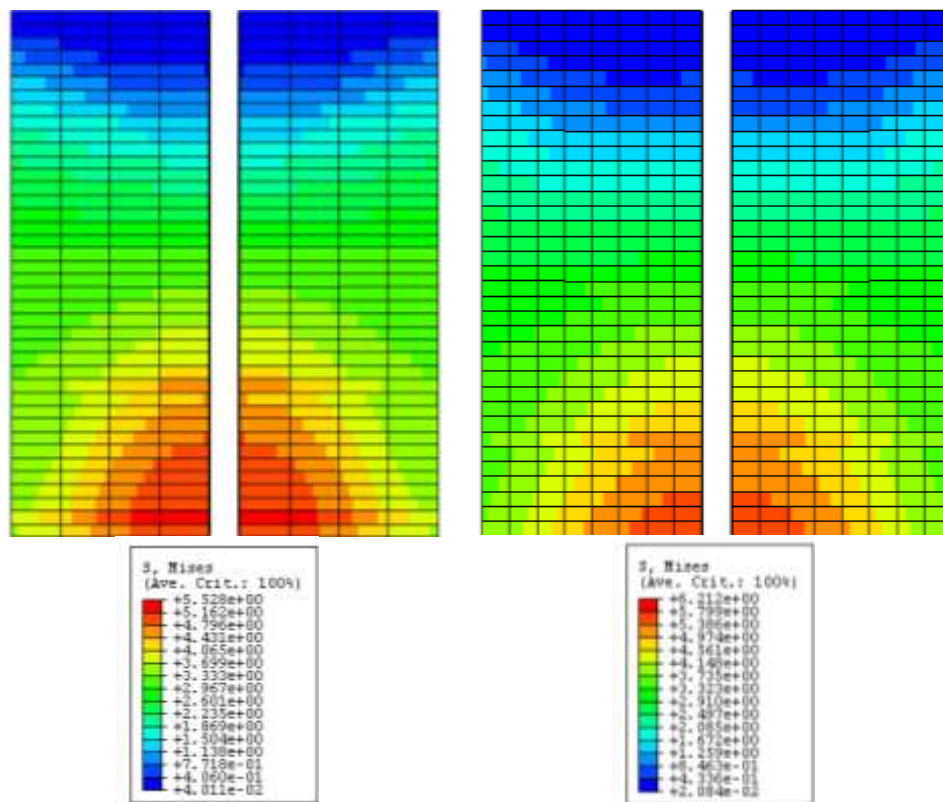 S, Mises
(Ave. Crit.: 100%)
+5.528e+00
+5.162e+00
+4.796e+00
+4.431e+00
+4.065e+00
+3.699e+00
+3.333e+00
+2.967e+00
+2.601e+00
+2.235e+00
+1.869e+00
+1.504e+00
+1.138e+00
+7.718e-01
+4.060e-01
+4.011e-02
S, Mises
(Ave. Crit.: 100%)
+6.212e+00
+5.799e+00
+5.386e+00
+4.974e+00
+4.561e+00
+4.148e+00
+3.735e+00
+3.323e+00
+2.910e+00
+2.497e+00
+2.085e+00
+1.672e+00
+1.259e+00
+8.463e-01
+4.336e-01
+2.084e-02